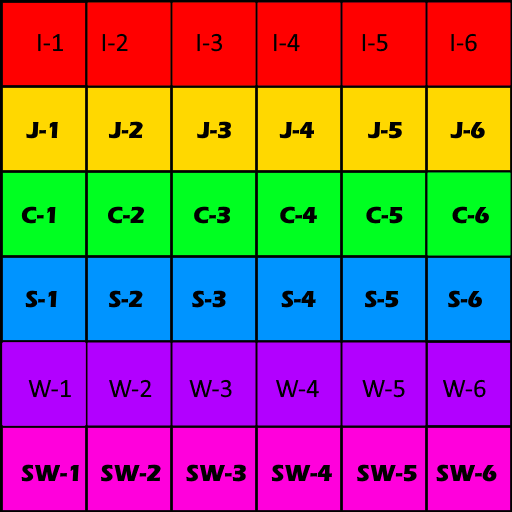 I-1 I-2 I-3 I-4 I-5 I-6
J-1 J-2 J-3 J-4 J-5 J-6
C-1 C-2 C-3 C-4 C-5 C-6
S-1 S-2 S-3 S-4 S-5 S-6
W-1 W-2 W-3 W-4 W-5 W-6
SW-1 SW-2 SW-3 SW-4 SW-5 SW-6